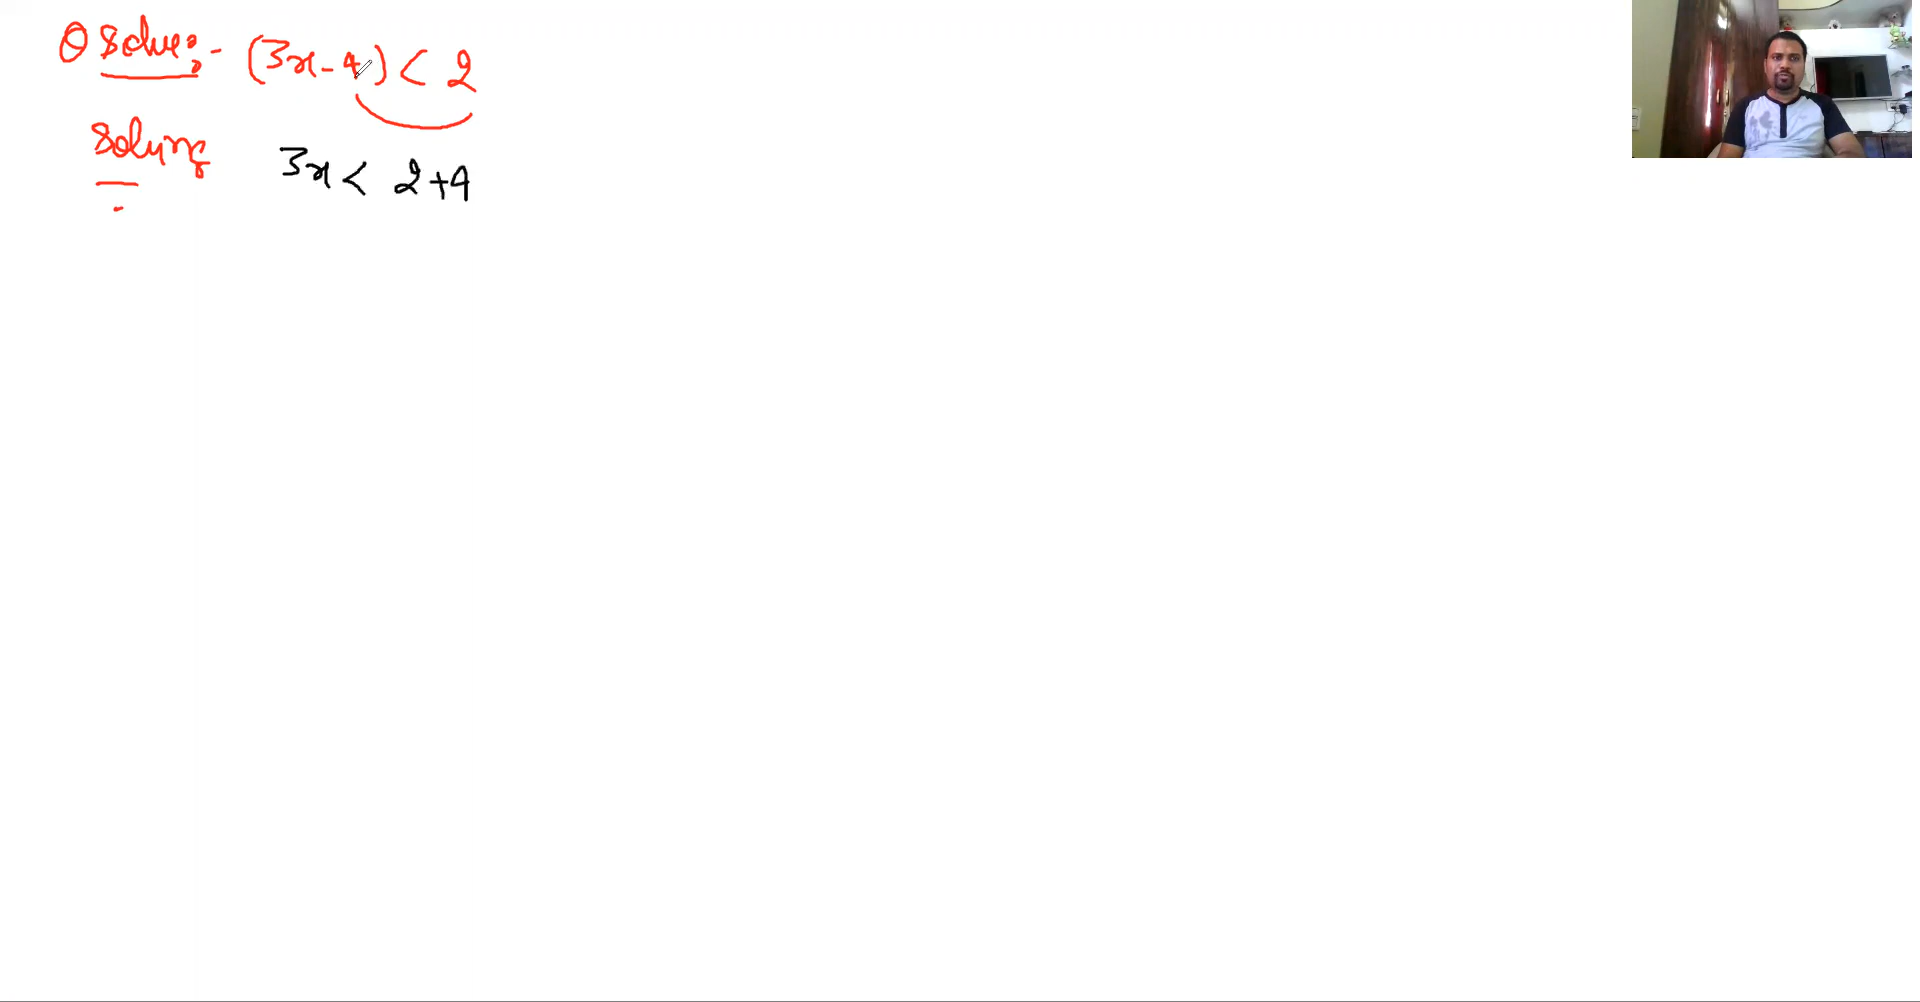 Q Solve:- (3x-4) < 2
Solving
3x < 2+4